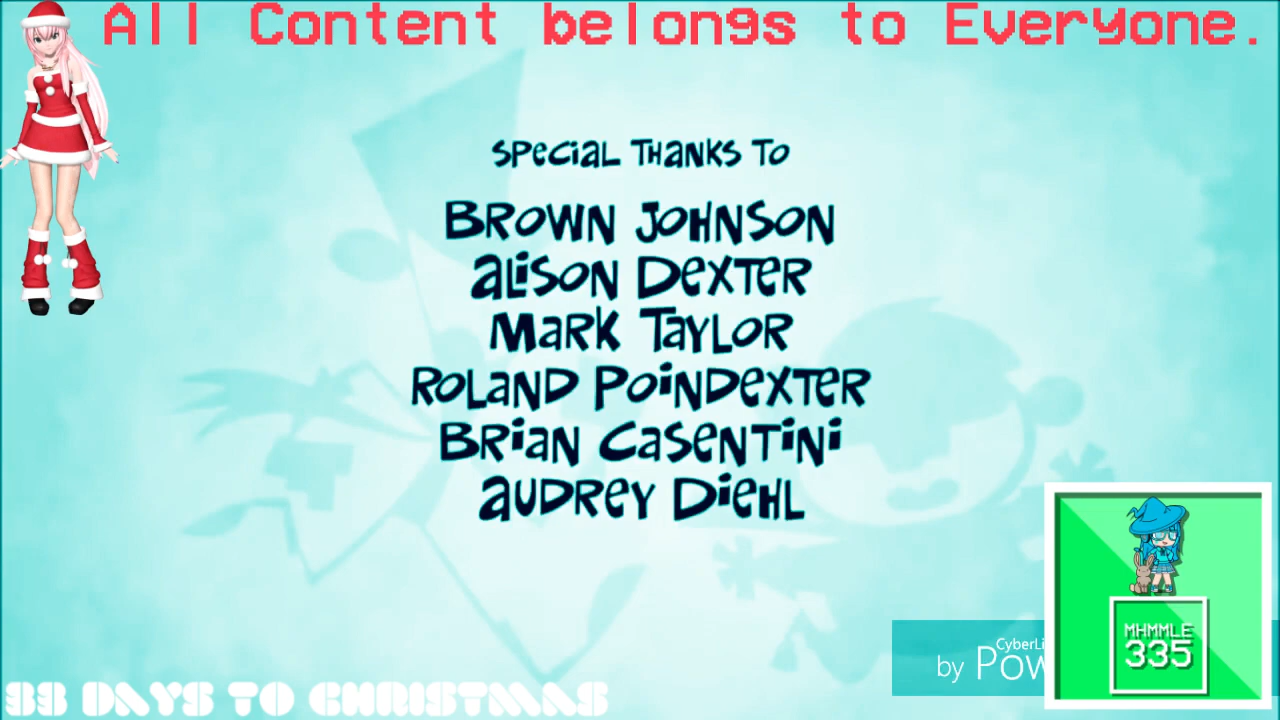 All Content belongs to Everyone.
SPECiAL THANKS TO
BROWN JOHNSON
ALiSON DEXTER
MARK TAYLOR
ROLAND POiNDEXTER
BRiAN CASENTiNi
AUDREY DiEHL
MHMMLE
335
by
DAYS TO CHRISTMAS